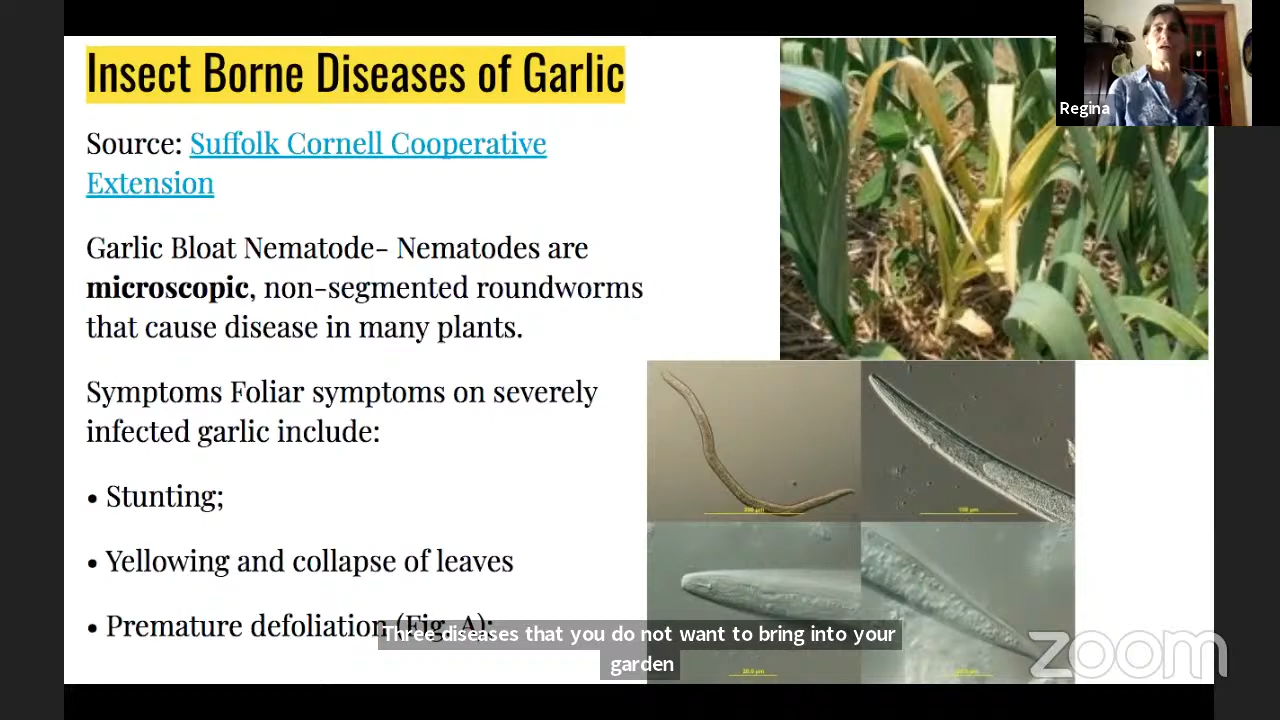 Insect Borne Diseases of Garlic
Regina
Source: Suffolk Cornell Cooperative
Extension
Garlic Bloat Nematode- Nematodes are
microscopic, non-segmented roundworms
that cause disease in many plants.
Symptoms Foliar symptoms on severely
infected garlic include:
• Stunting;
• Yellowing and collapse of leaves
• Premature defoliation (Fig. A);
Three diseases that you do not want to bring into your
garden
zoom